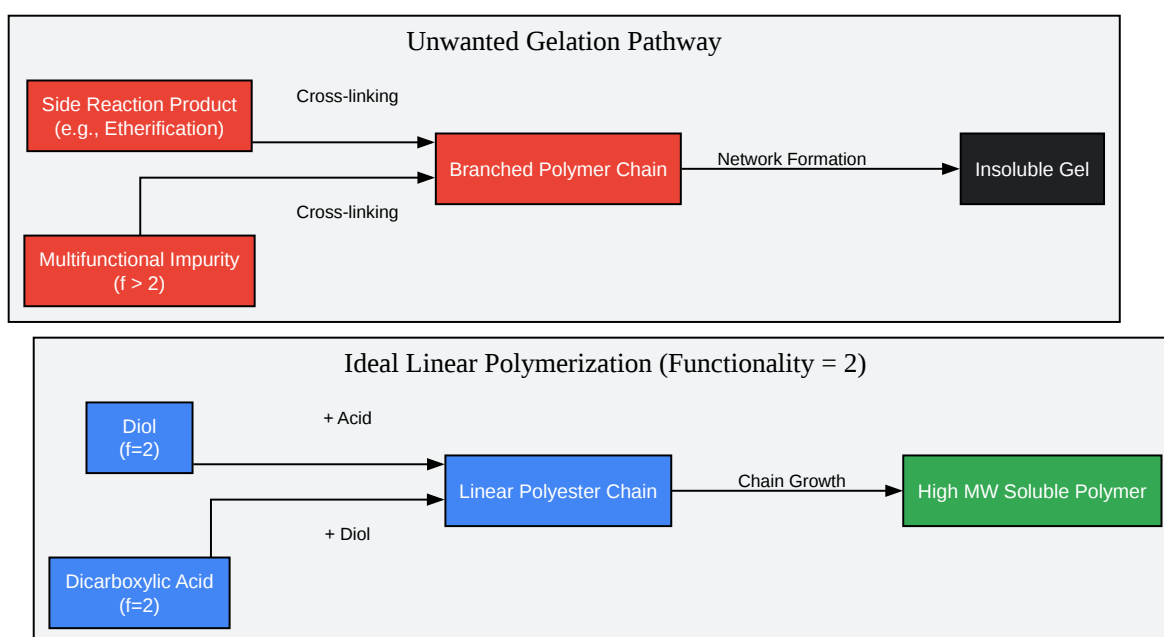 Unwanted Gelation Pathway
Side Reaction Product
(e.g., Etherification)
Cross-linking
Branched Polymer Chain
Network Formation
Insoluble Gel
Cross-linking
Multifunctional Impurity
(f > 2)
Ideal Linear Polymerization (Functionality = 2)
Diol
(f=2)
+ Acid
Linear Polyester Chain
Chain Growth
High MW Soluble Polymer
+ Diol
Dicarboxylic Acid
(f=2)